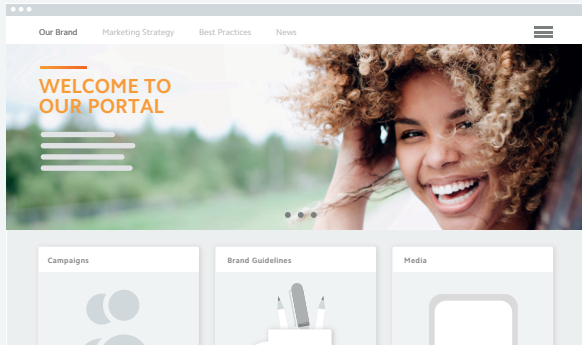 Our Brand Marketing Strategy Best Practices News
WELCOME TO
OUR PORTAL
Campaigns Brand Guidelines Media